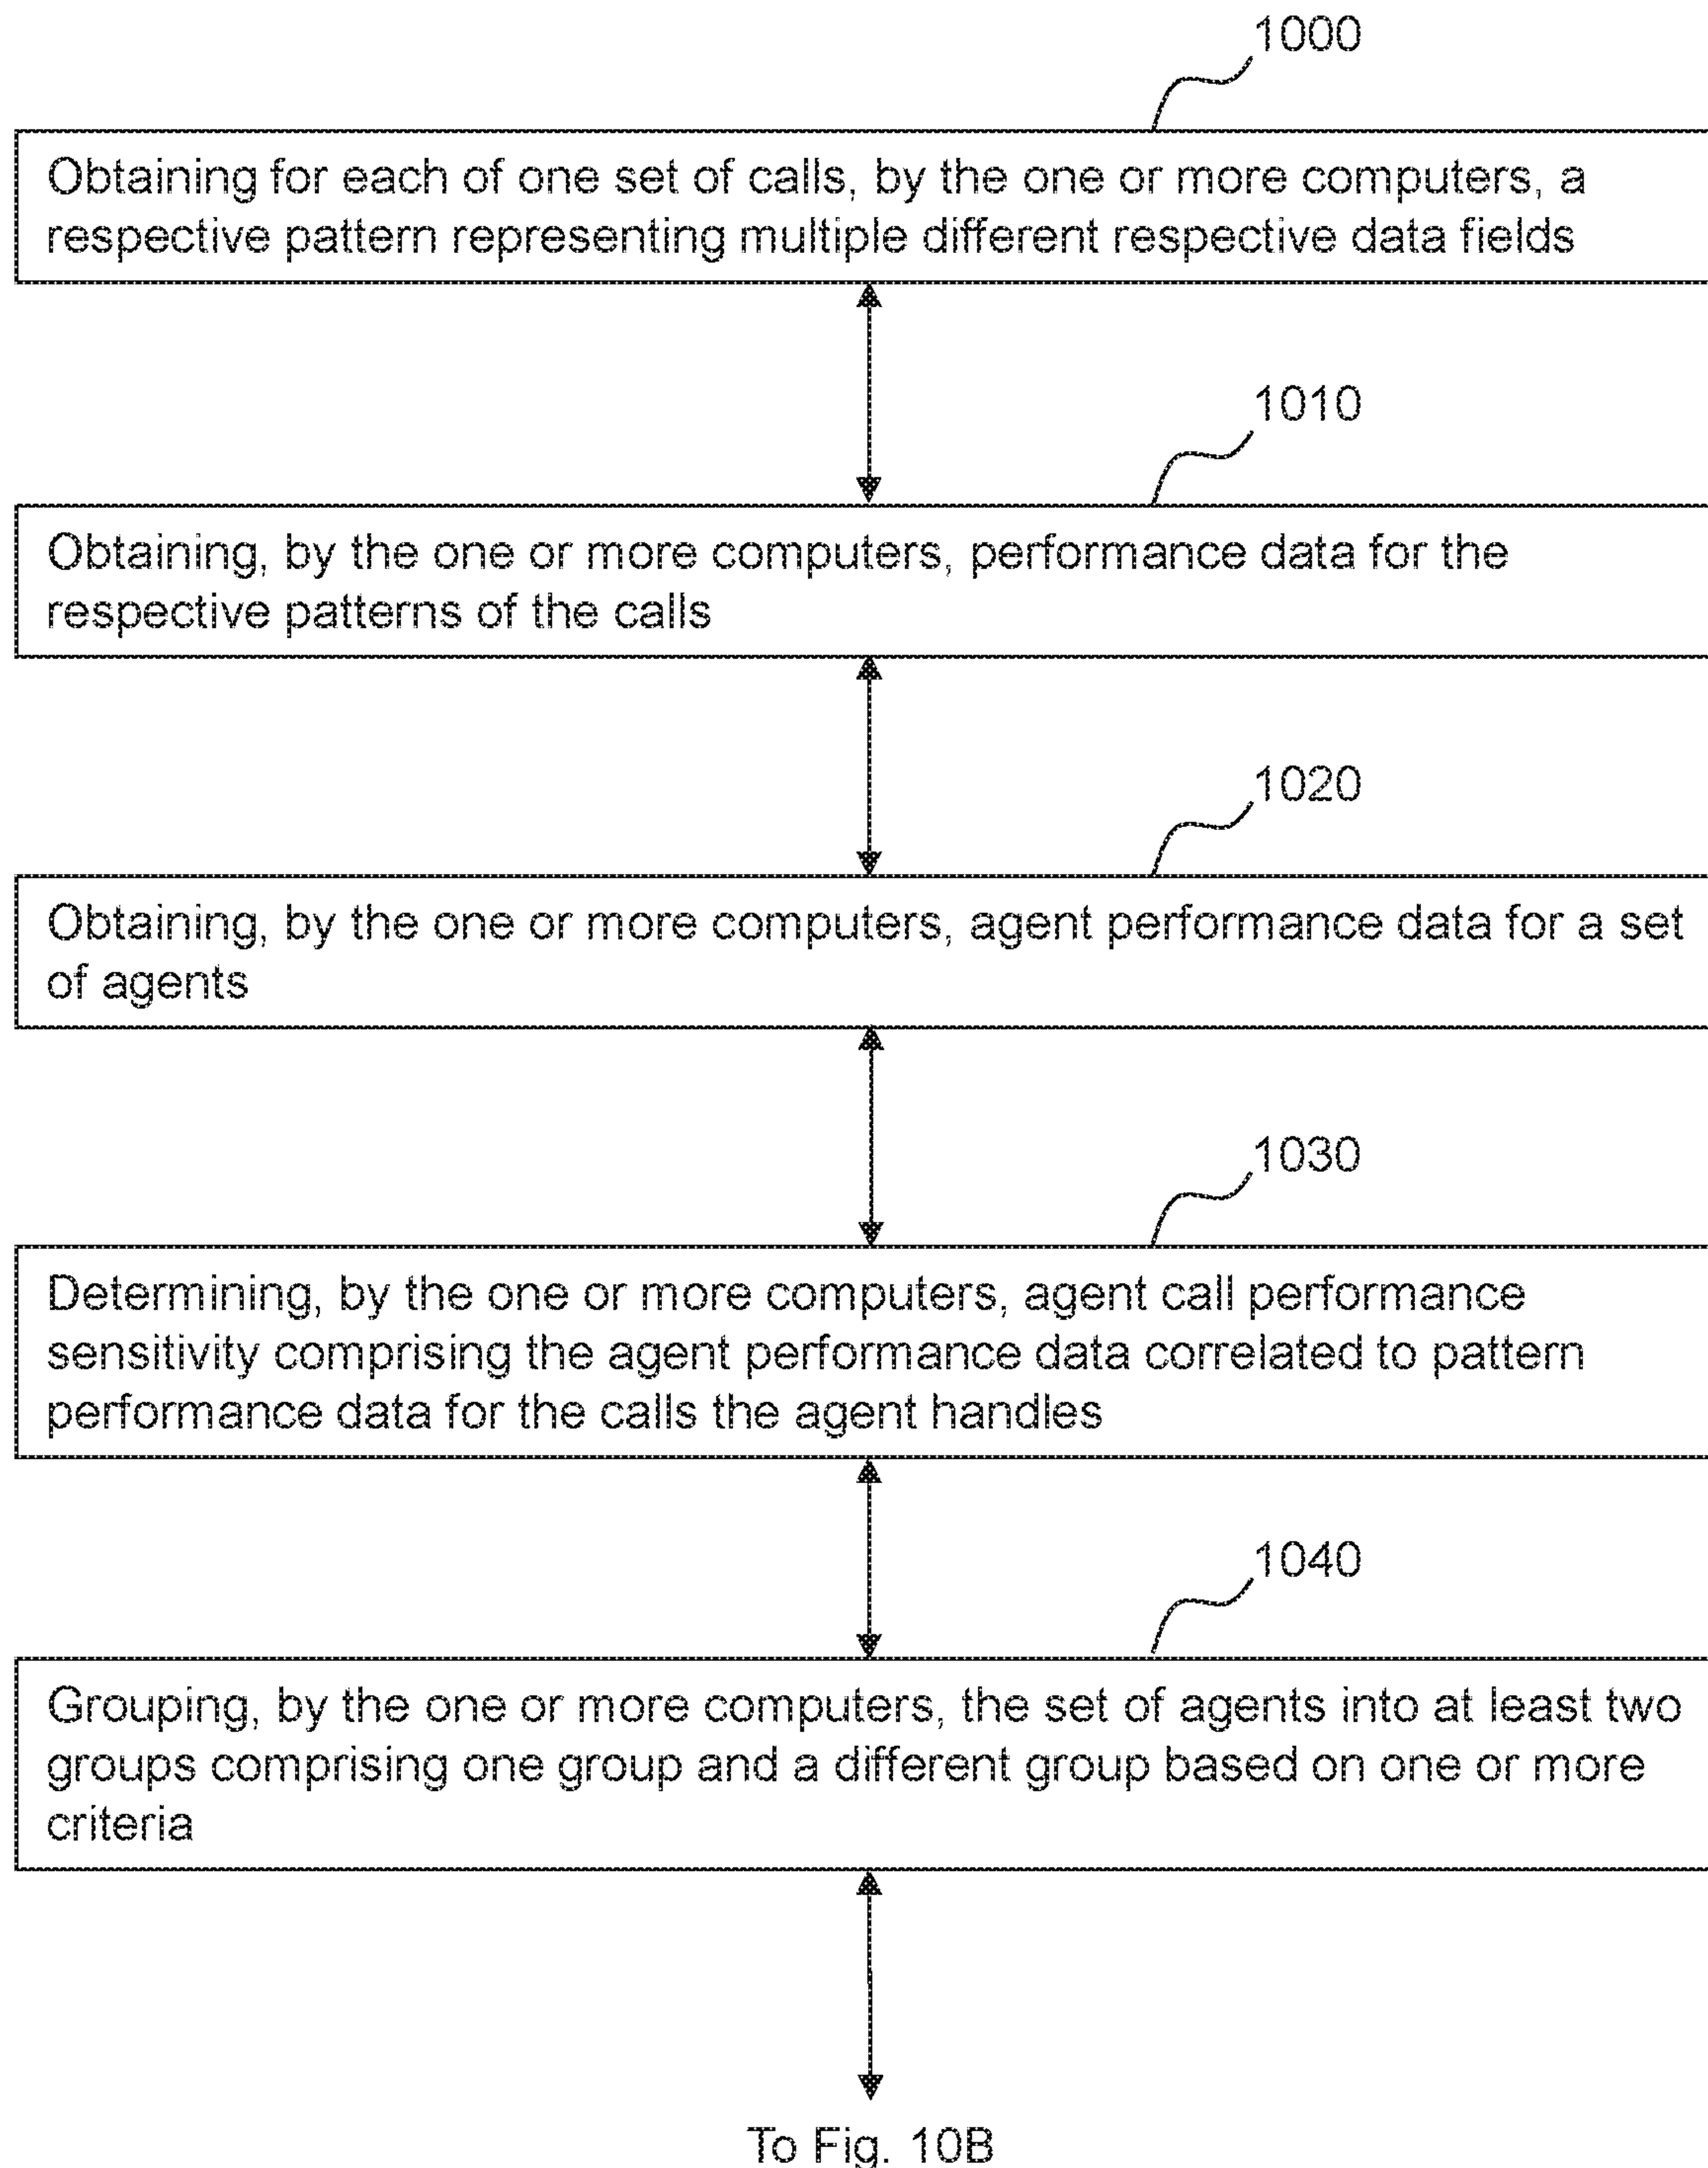 1000
Obtaining for each of one set of calls, by the one or more computers, a
respective pattern representing multiple different respective data fields
1010
Obtaining, by the one or more computers, performance data for the
respective patterns of the calls
1020
Obtaining, by the one or more computers, agent performance data for a set
of agents
1030
Determining, by the one or more computers, agent call performance
sensitivity comprising the agent performance data correlated to pattern
performance data for the calls the agent handles
1040
Grouping, by the one or more computers, the set of agents into at least two
groups comprising one group and a different group based on one or more
criteria
To Fig. 10B